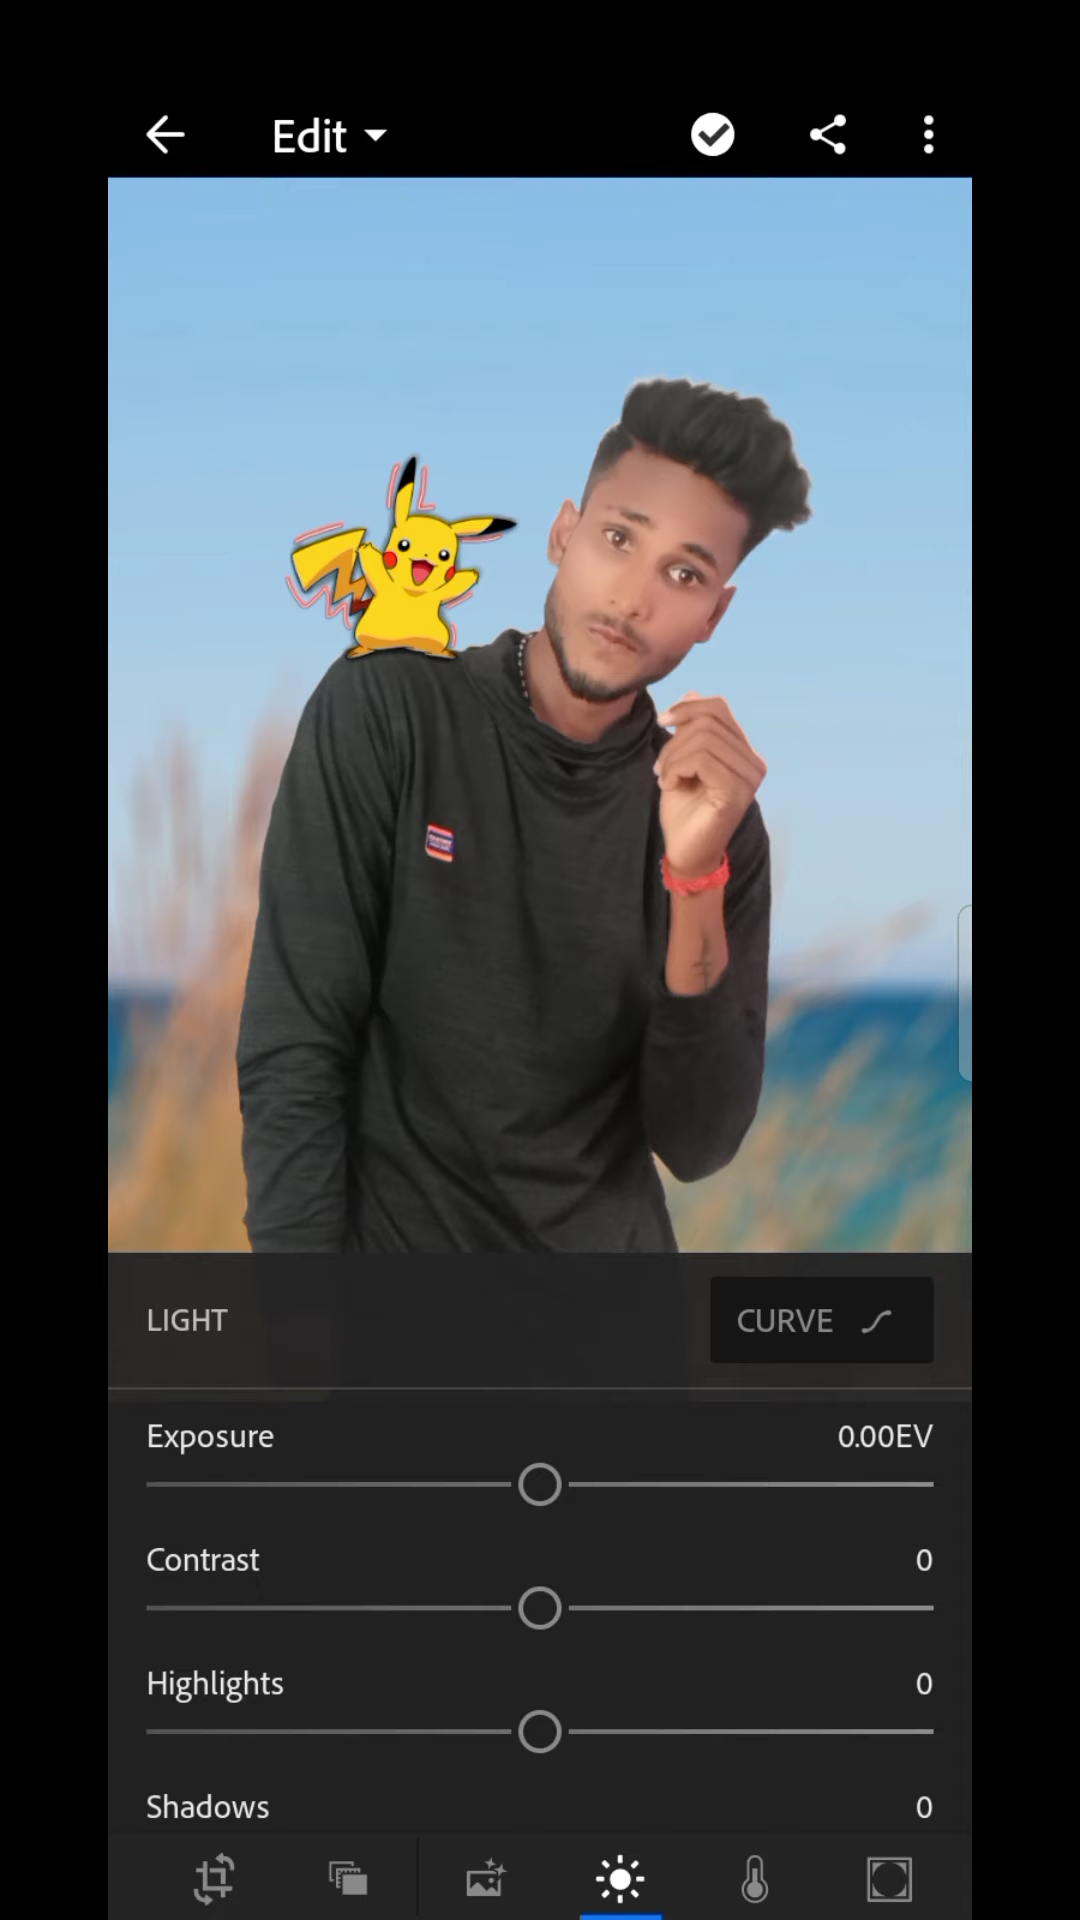 Edit
LIGHT
CURVE
Exposure 0.00EV
Contrast 0
Highlights 0
Shadows 0